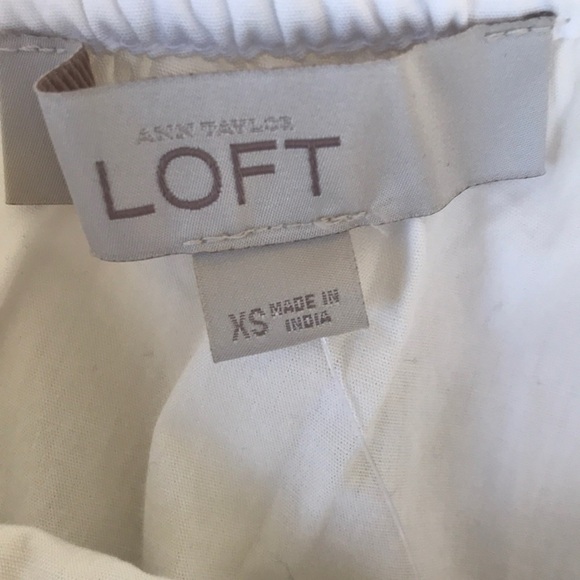 ANN TAYLOR
LOFT
XS MADE IN
INDIA